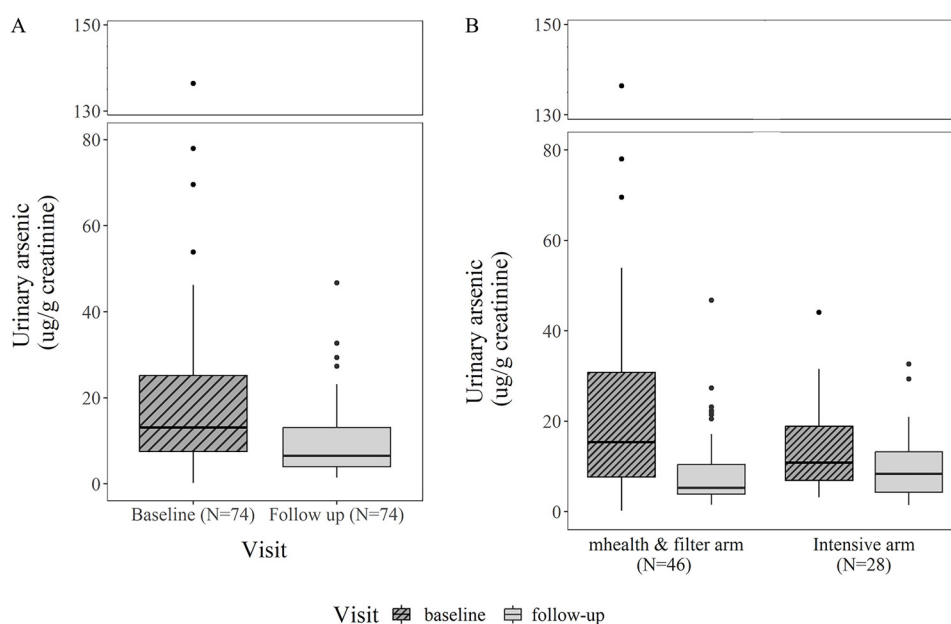 A
150
130
80
60
40
20
0
Urinary arsenic
(ug/g creatinine)
Baseline (N=74) Follow up (N=74)
Visit
B
150
130
80
60
40
20
0
Urinary arsenic
(ug/g creatinine)
mhealth & filter arm Intensive arm
(N=46) (N=28)
Visit baseline follow-up